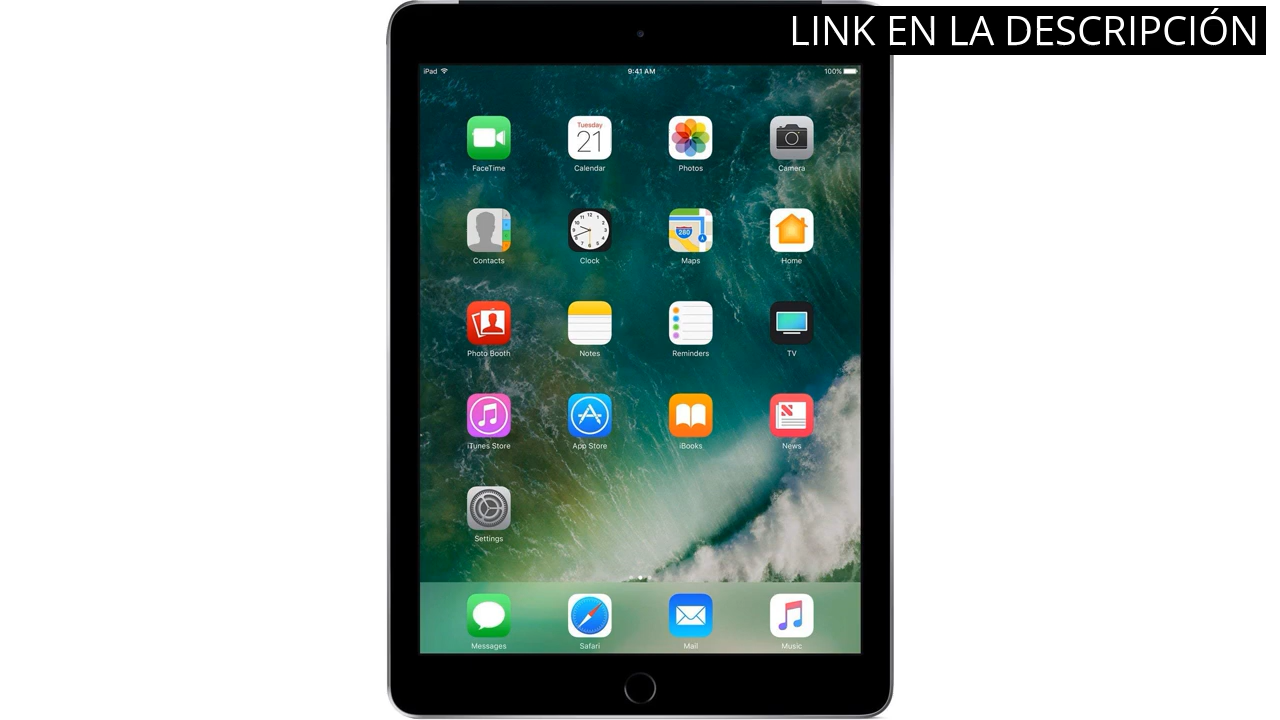 LINK EN LA DESCRIPCIÓN
iPad 9:41 AM 100%
Tuesday
21
FaceTime Calendar Photos Camera
280
Contacts Clock Maps Home
Photo Booth Notes Reminders TV
iTunes Store App Store iBooks News
Settings
Messages Safari Mail Music